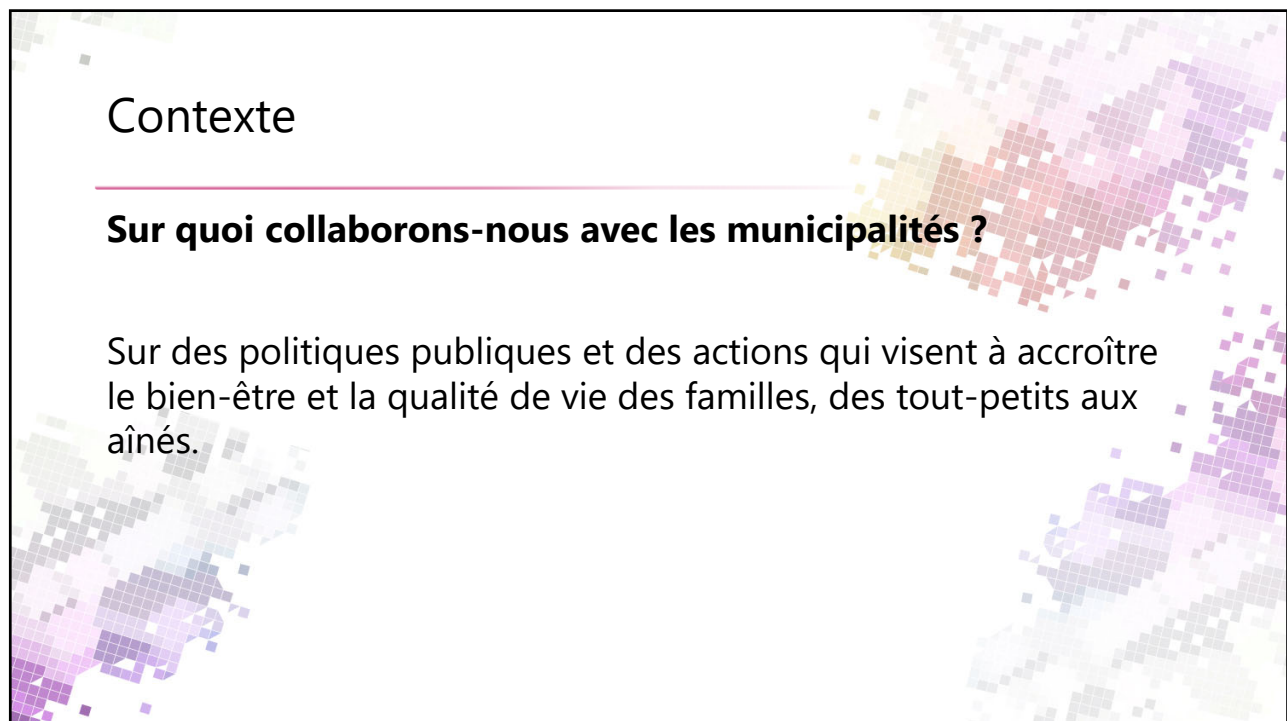 Contexte
Sur quoi collaborons-nous avec les municipalités ?
Sur des politiques publiques et des actions qui visent à accroître
le bien-être et la qualité de vie des familles, des tout-petits aux
aînés.